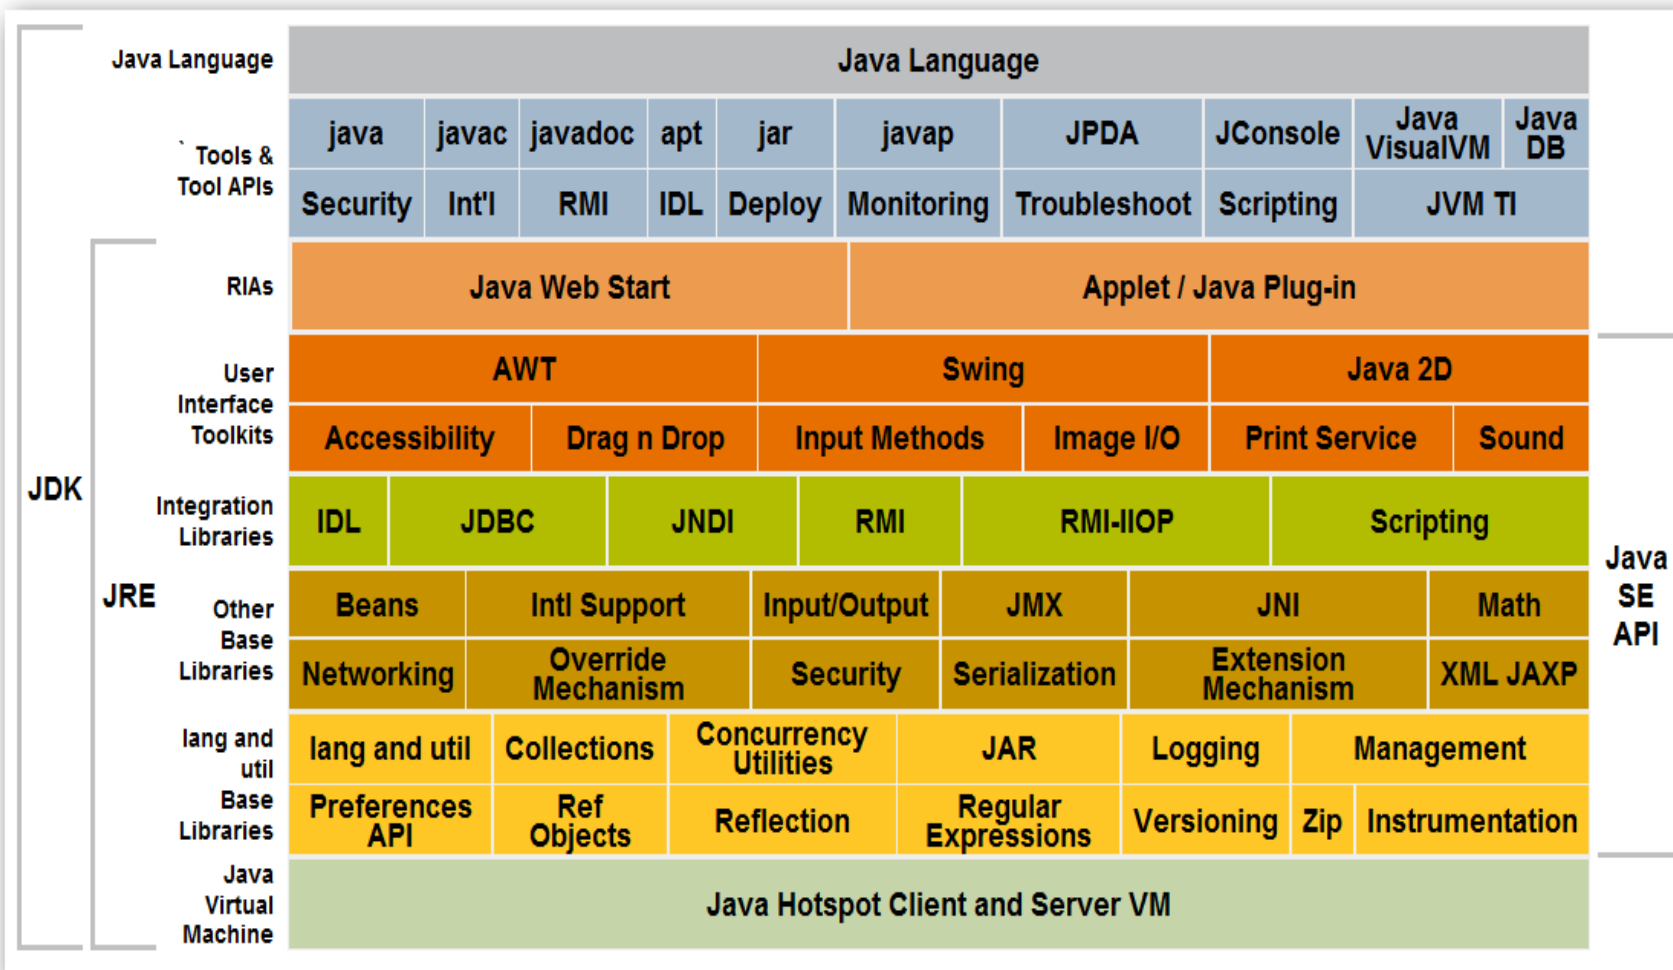 Java Language
Java Language
` Tools &
Tool APIs
java javac javadoc apt jar javap JPDA JConsole Java VisualVM Java DB
Security Int'l RMI IDL Deploy Monitoring Troubleshoot Scripting JVM TI
RIAs
Java Web Start Applet / Java Plug-in
User
Interface
Toolkits
AWT Swing Java 2D
Accessibility Drag n Drop Input Methods Image I/O Print Service Sound
JDK
Integration
Libraries
IDL JDBC JNDI RMI RMI-IIOP Scripting
Java
SE
API
JRE
Other
Base
Libraries
Beans Intl Support Input/Output JMX JNI Math
Networking Override Mechanism Security Serialization Extension Mechanism XML JAXP
lang and
util
Base
Libraries
lang and util Collections Concurrency Utilities JAR Logging Management
Preferences API Ref Objects Reflection Regular Expressions Versioning Zip Instrumentation
Java
Virtual
Machine
Java Hotspot Client and Server VM